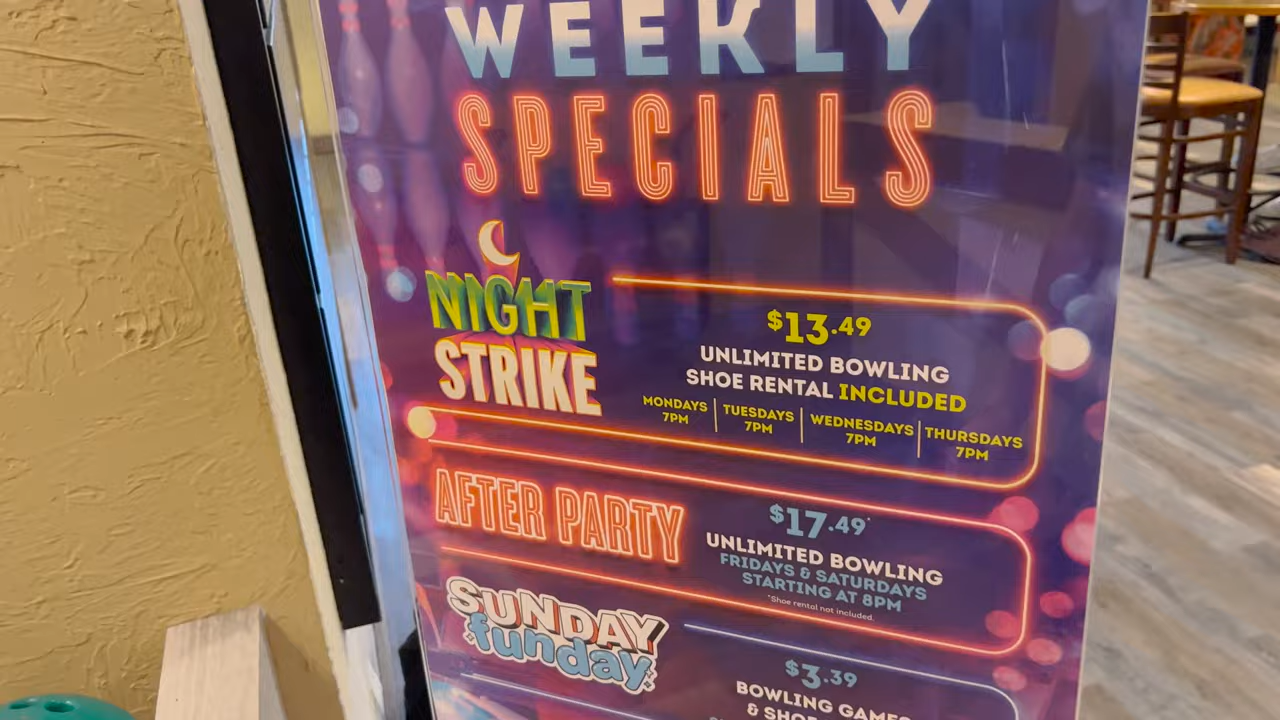 WEEKLY
SPECIALS
NIGHT
STRIKE
$13.49
UNLIMITED BOWLING
SHOE RENTAL INCLUDED
MONDAYS
7PM
TUESDAYS
7PM
WEDNESDAYS
7PM
THURSDAYS
7PM
AFTER PARTY
$17.49*
UNLIMITED BOWLING
FRIDAYS & SATURDAYS
STARTING AT 8PM
*Shoe rental not included.
SUNDAY
funday
$3.39
BOWLING GAMES
& SHOE